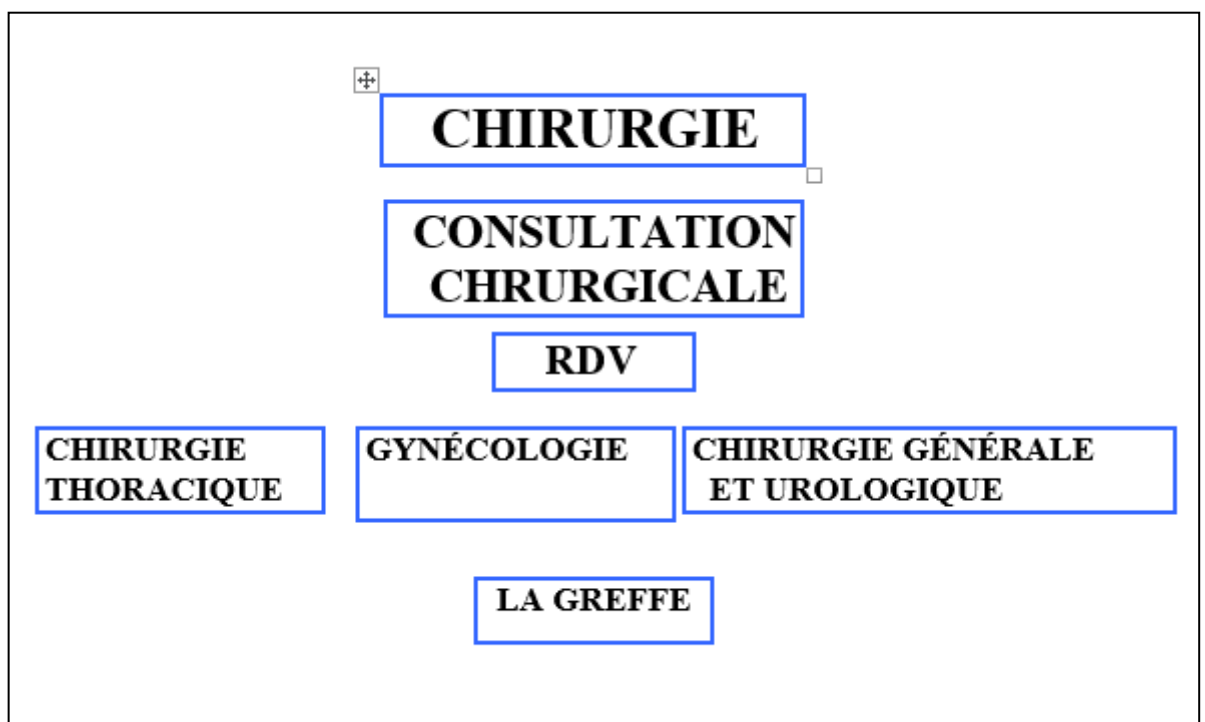 CHIRURGIE
CONSULTATION
CHRURGICALE
RDV
CHIRURGIE
THORACIQUE
GYNÉCOLOGIE
CHIRURGIE GÉNÉRALE
ET UROLOGIQUE
LA GREFFE